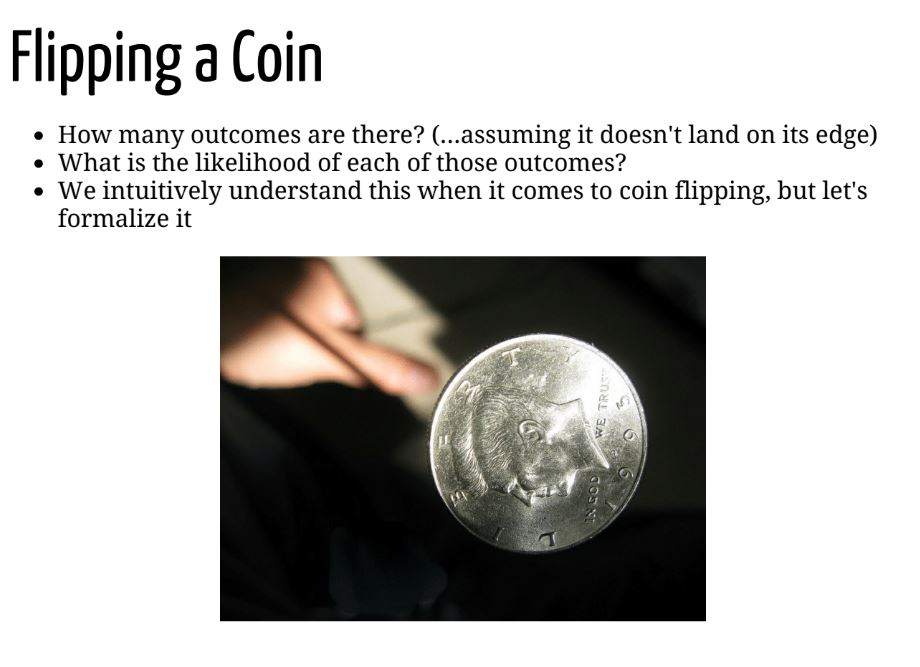 Flipping a Coin
• How many outcomes are there? (...assuming it doesn't land on its edge)
• What is the likelihood of each of those outcomes?
• We intuitively understand this when it comes to coin flipping, but let's
formalize it
LIBERTY
IN GOD WE TRUST
1995